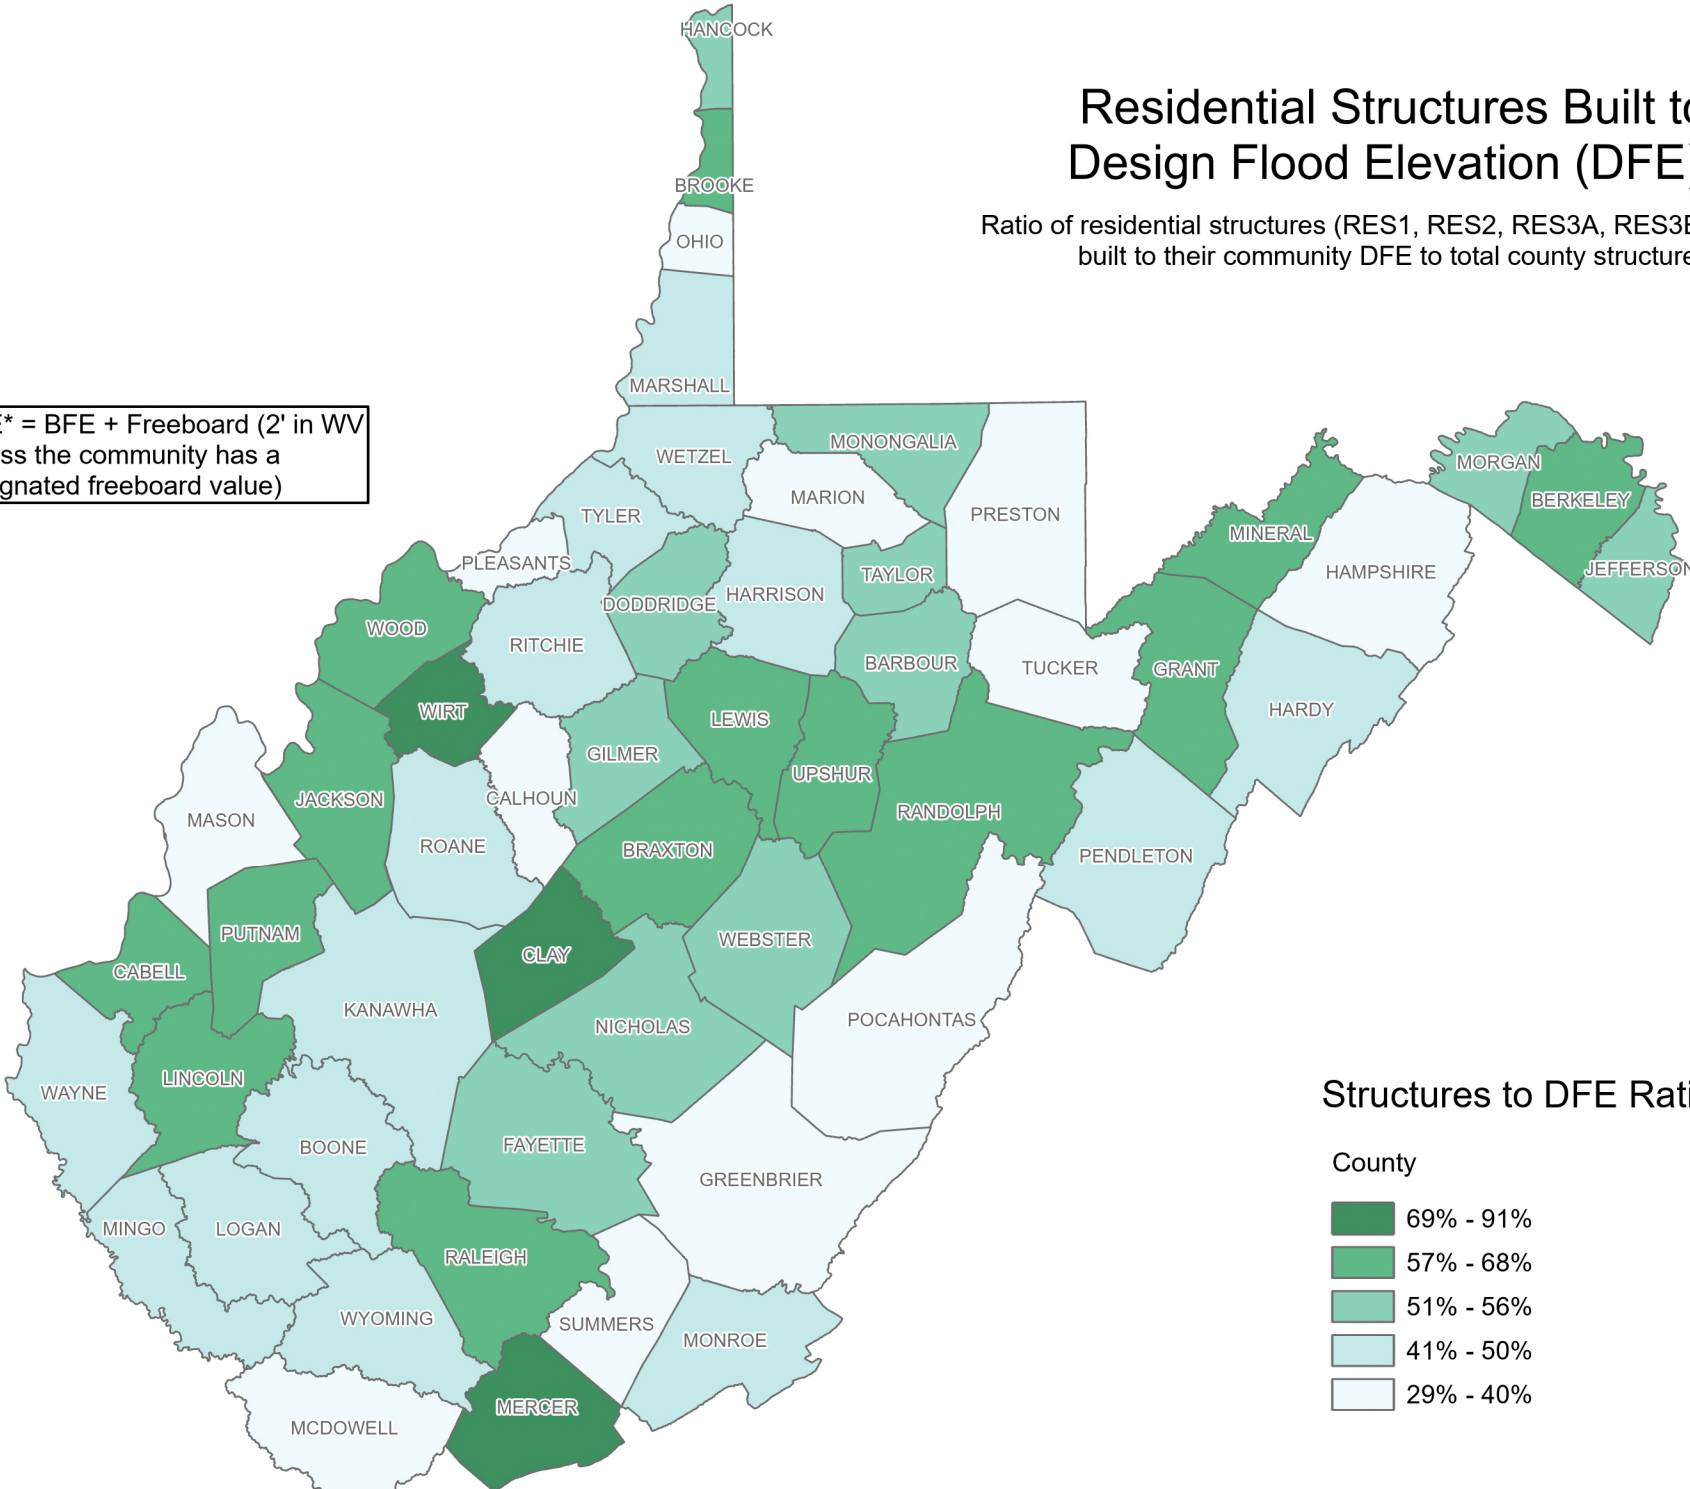 HANCOCK
Residential Structures Built to
Design Flood Elevation (DFE)
BROOKE
Ratio of residential structures (RES1, RES2, RES3A,
built to their community DFE to total county
OHIO
MARSHALL
= BFE + Freeboard (2' in WV
the community has a
freeboard value)
MONONGALIA
WETZEL
MORGAN
MARION
BERKELEY
TYLER
PRESTON
MINERAL
PLEASANTS
JEFFERSON
HAMPSHIRE
TAYLOR
HARRISON
DODDRIDGE
WOOD
RITCHIE
BARBOUR
TUCKER
GRANT
WIRT
HARDY
LEWIS
GILMER
UPSHUR
CALHOUN
JACKSON
RANDOLPH
MASON
ROANE
BRAXTON
PENDLETON
PUTNAM
WEBSTER
CLAY
CABELL
KANAWHA
POCAHONTAS
NICHOLAS
LINCOLN
WAYNE
Structures to DFE
BOONE
FAYETTE
County
GREENBRIER
69% - 91%
MINGO
LOGAN
RALEIGH
57% - 68%
51% - 56%
WYOMING
SUMMERS
MONROE
41% - 50%
29% - 40%
MERCER
MCDOWELL